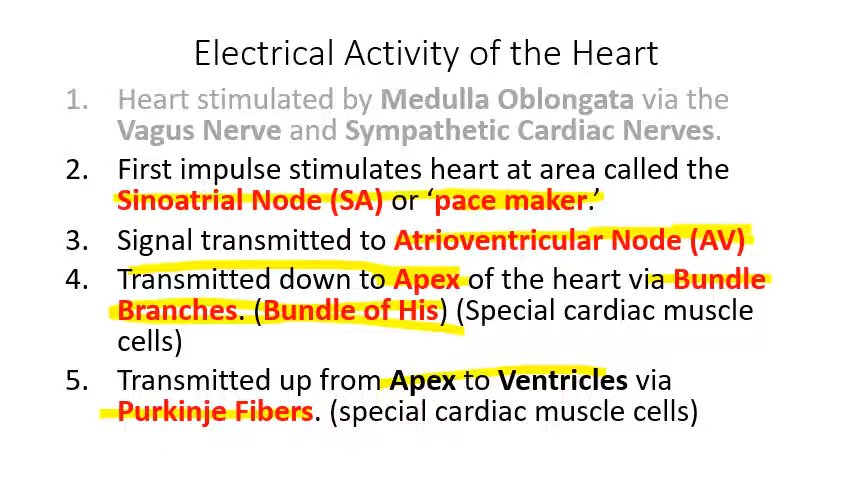 Electrical Activity of the Heart
1. Heart stimulated by Medulla Oblongata via the
Vagus Nerve and Sympathetic Cardiac Nerves.
2. First impulse stimulates heart at area called the
Sinoatrial Node (SA) or ‘pace maker.’
3. Signal transmitted to Atrioventricular Node (AV)
4. Transmitted down to Apex of the heart via Bundle
Branches. (Bundle of His) (Special cardiac muscle
cells)
5. Transmitted up from Apex to Ventricles via
Purkinje Fibers. (special cardiac muscle cells)